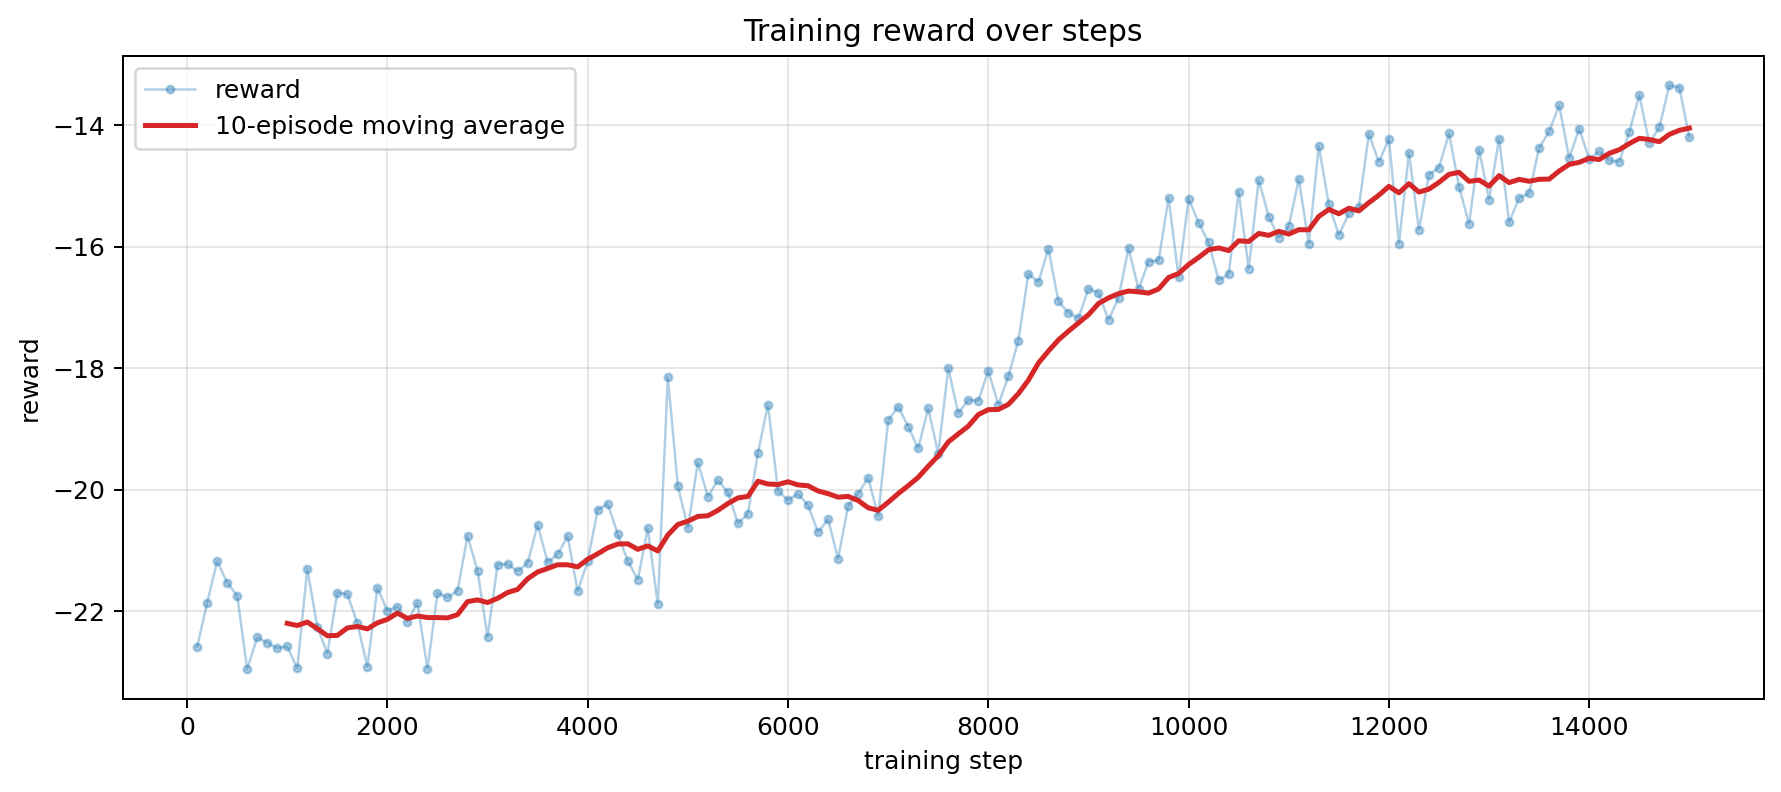 Training reward over steps
reward
10-episode moving average
−14
−16
−18
−20
−22
reward
0 2000 4000 6000 8000 10000 12000 14000
training step